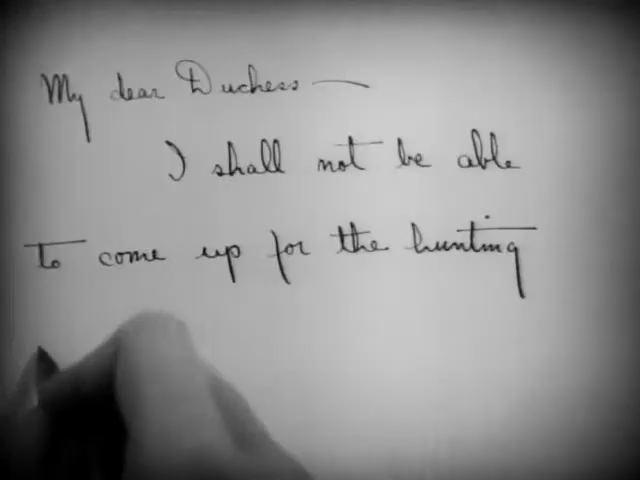 My dear Duchess —
I shall not be able
to come up for the hunting